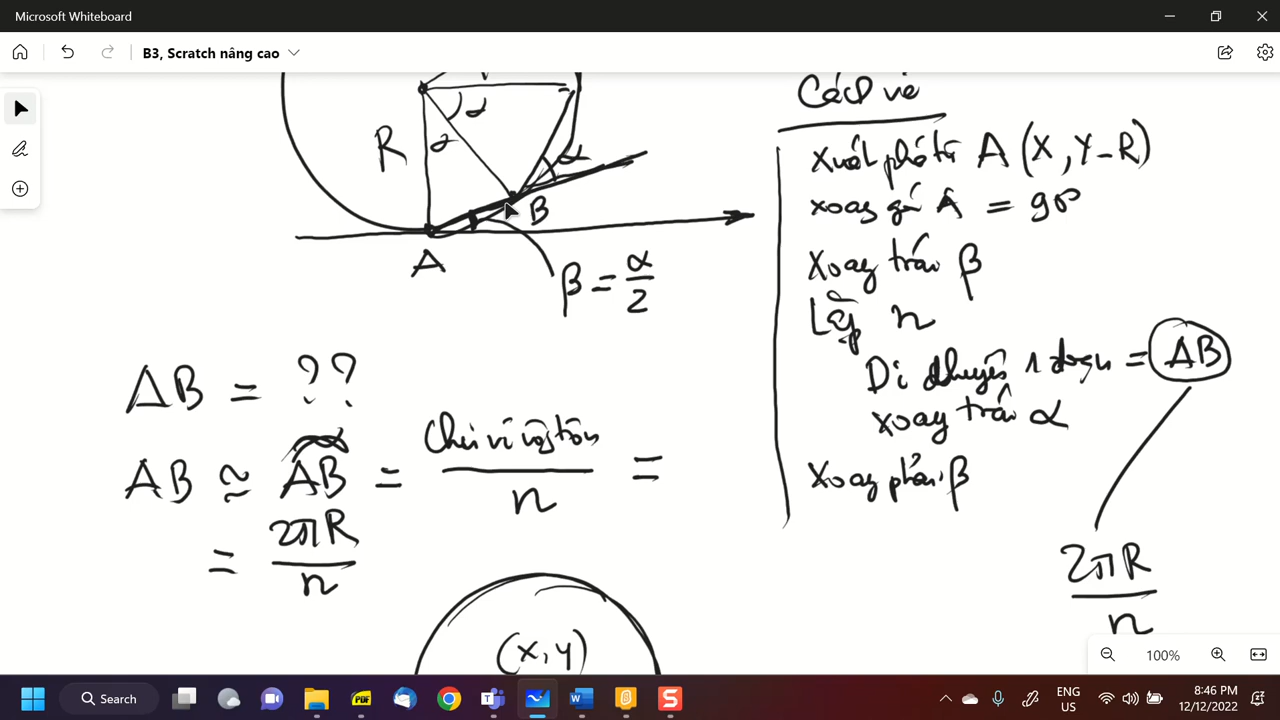 Microsoft Whiteboard
B3, Scratch nâng cao
R
α
α
α
B
A
β = α/2
AB = ??
AB ≅ AB = Chu vi vòng tròn / n =
= 2πR / n
(x, y)
Cách vẽ
Xuất phát từ A (X, Y-R)
xoay góc A = 90°
Xoay trái β
Lặp n
Di chuyển 1 đoạn = AB
xoay trái α
Xoay phải β
2πR
n
100%
Search
ENG
US
8:46 PM
12/12/2022